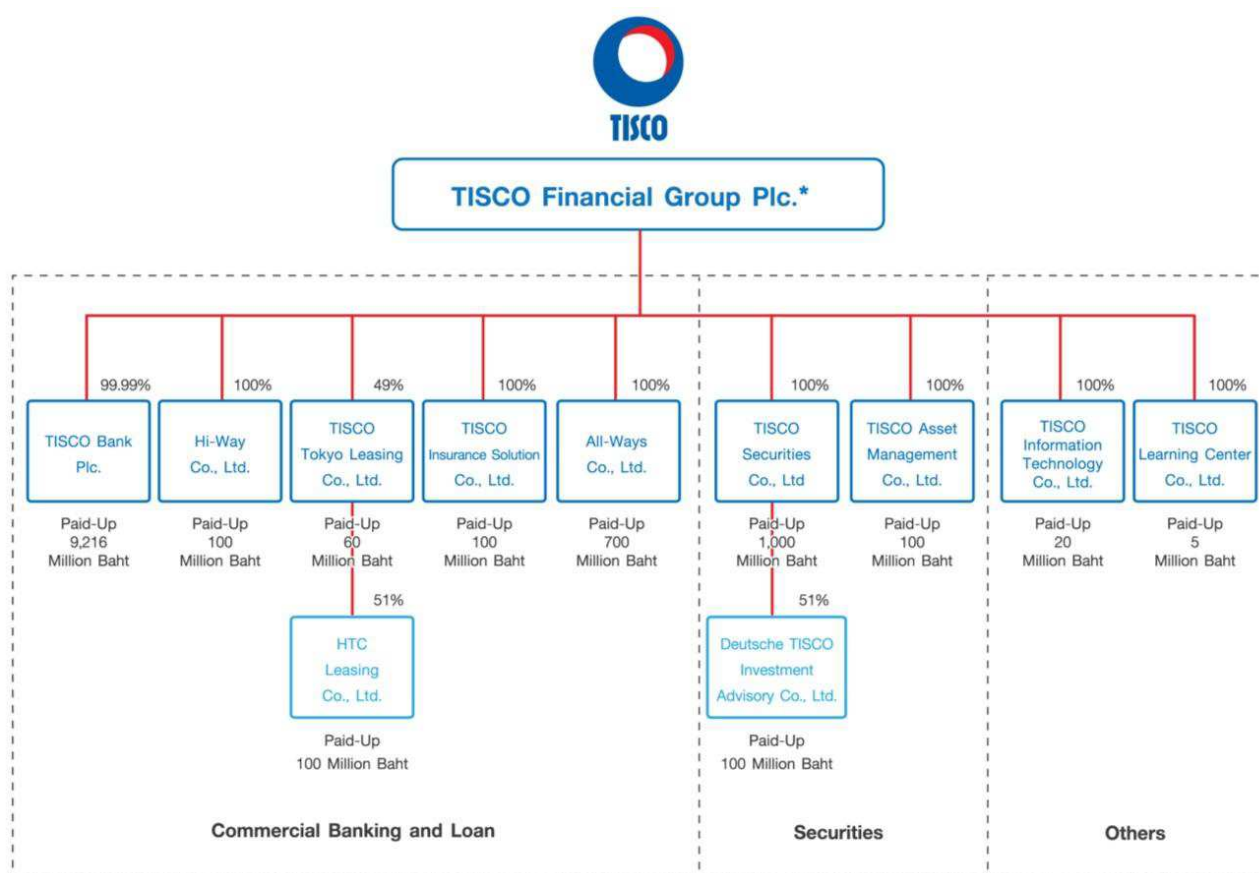 TISCO
TISCO Financial Group Plc.*
99.99%
100%
49%
100%
100%
100%
100%
100%
100%
TISCO Bank
Plc.
Hi-Way
Co., Ltd.
TISCO
Tokyo Leasing
Co., Ltd.
TISCO
Insurance Solution
Co., Ltd.
All-Ways
Co., Ltd.
TISCO
Securities
Co., Ltd
TISCO Asset
Management
Co., Ltd.
TISCO
Information
Technology
Co., Ltd.
TISCO
Learning Center
Co., Ltd.
Paid-Up
9,216
Million Baht
Paid-Up
100
Million Baht
Paid-Up
60
Million Baht
Paid-Up
100
Million Baht
Paid-Up
700
Million Baht
Paid-Up
1,000
Million Baht
Paid-Up
100
Million Baht
Paid-Up
20
Million Baht
Paid-Up
5
Million Baht
51%
51%
HTC
Leasing
Co., Ltd.
Deutsche TISCO
Investment
Advisory Co., Ltd.
Paid-Up
100 Million Baht
Paid-Up
100 Million Baht
Commercial Banking and Loan
Securities
Others